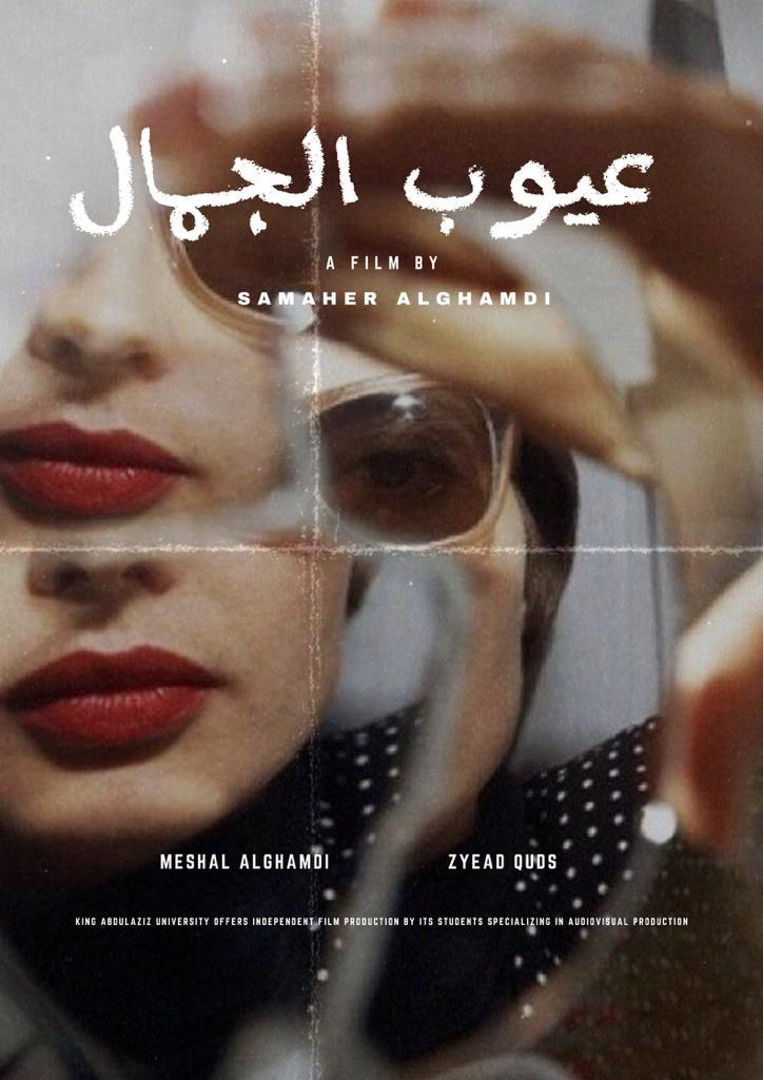 عيوب الجمال
A FILM BY
SAMAHER ALGHAMDI
MESHAL ALGHAMDI ZYEAD QUDS
KING ABDULAZIZ UNIVERSITY OFFERS INDEPENDENT FILM PRODUCTION BY ITS STUDENTS SPECIALIZING IN AUDIOVISUAL PRODUCTION